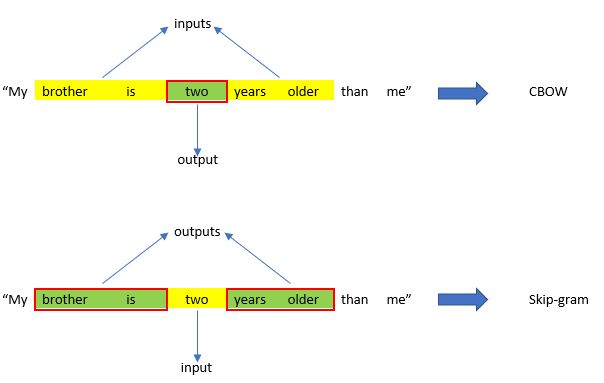 inputs
“My brother is two years older than me” CBOW
output
outputs
“My brother is two years older than me” Skip-gram
input